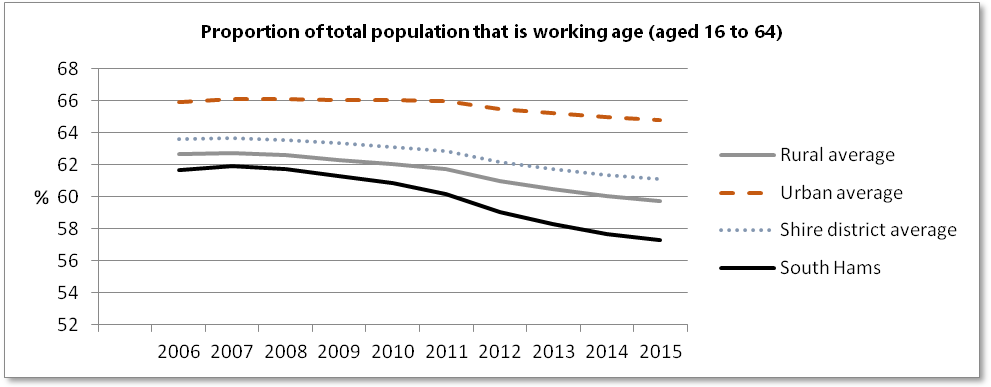 Proportion of total population that is working age (aged 16 to 64)
68
66
64
62
60
58
56
54
52
%
2006 2007 2008 2009 2010 2011 2012 2013 2014 2015
Rural average
Urban average
Shire district average
South Hams